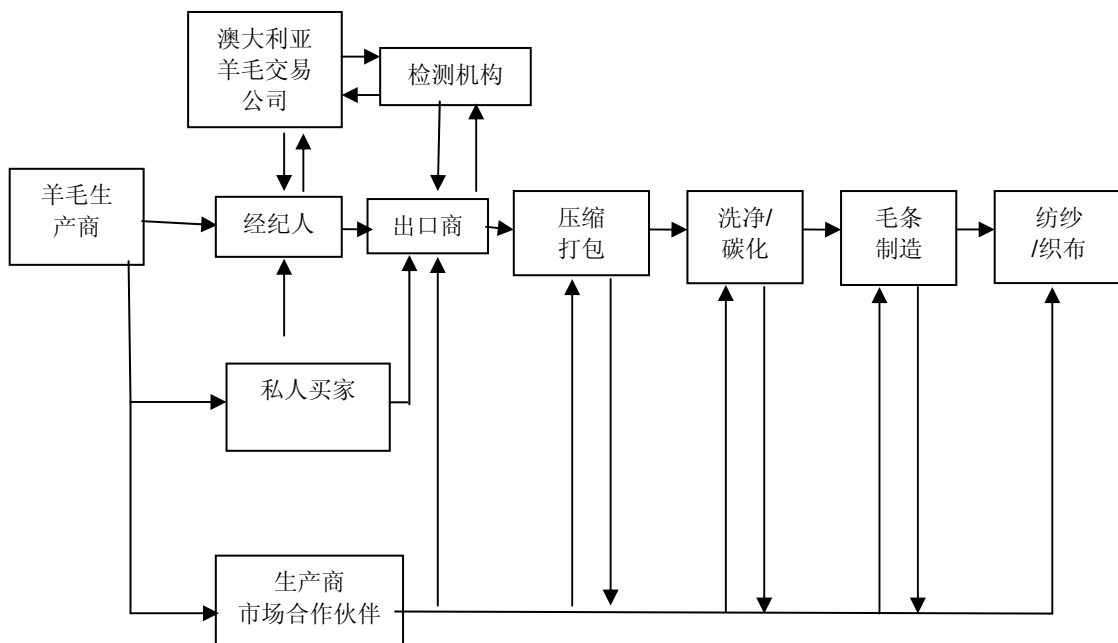 澳大利亚
羊毛交易
公司
检测机构
羊毛生
产商
经纪人
出口商
压缩
打包
洗净/
碳化
毛条
制造
纺纱
/织布
私人买家
生产商
市场合作伙伴